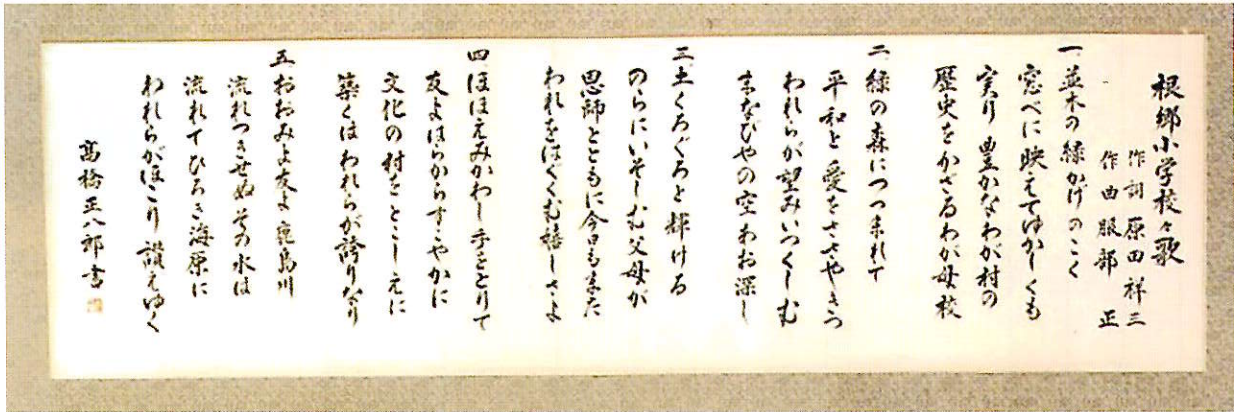 根郷小学校々歌
作詞 原田祥三
作曲 服部 正
一、並木の緑かげのこく
窓べに映えてゆかしくも
実り豊かなわが村の
歴史をかざるわが母校
二、緑の森につつまれて
平和と愛をささやきつ
われらが望みいつくしむ
まなびやの空わお深し
三、土くろぐろと輝ける
のらにいそしむ父母が
恩師とともに今日もまた
われをはぐくむ嬉しさよ
四、ほほえみかわし手をとりて
友よはらからすこやかに
文化の村をとこしえに
築くはわれらが誇りなり
五、おおみよ友よ鹿島川
流れつきせぬその水は
流れてひろき海原に
われらがほこり讃えゆく
高橋正八郎書